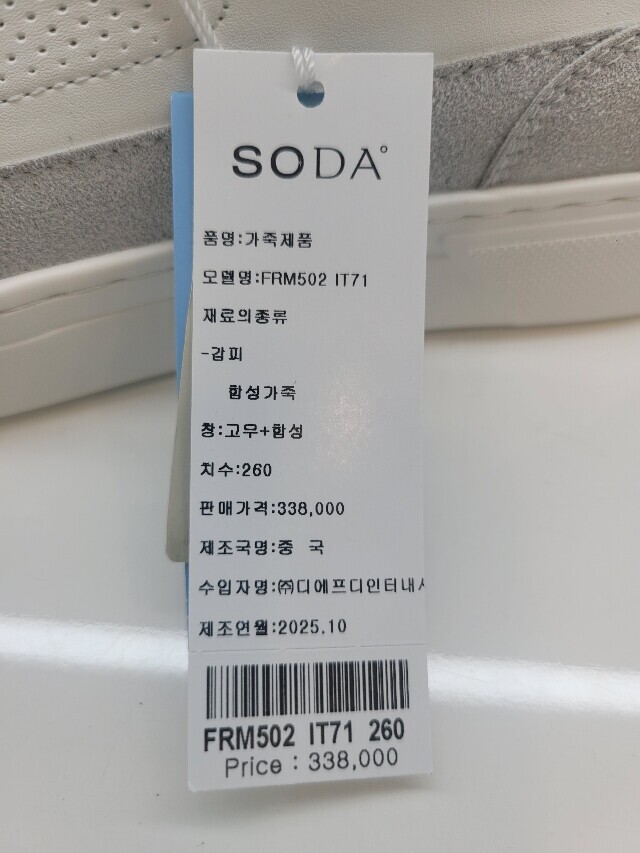 SODA°
품명:가죽제품
모델명:FRM502 IT71
재료의종류
-갑피
합성가죽
창:고무+합성
치수:260
판매가격:338,000
제조국명:중 국
수입자명:㈜디에프디인터내
제조연월:2025.10
FRM502 IT71 260
Price : 338,000